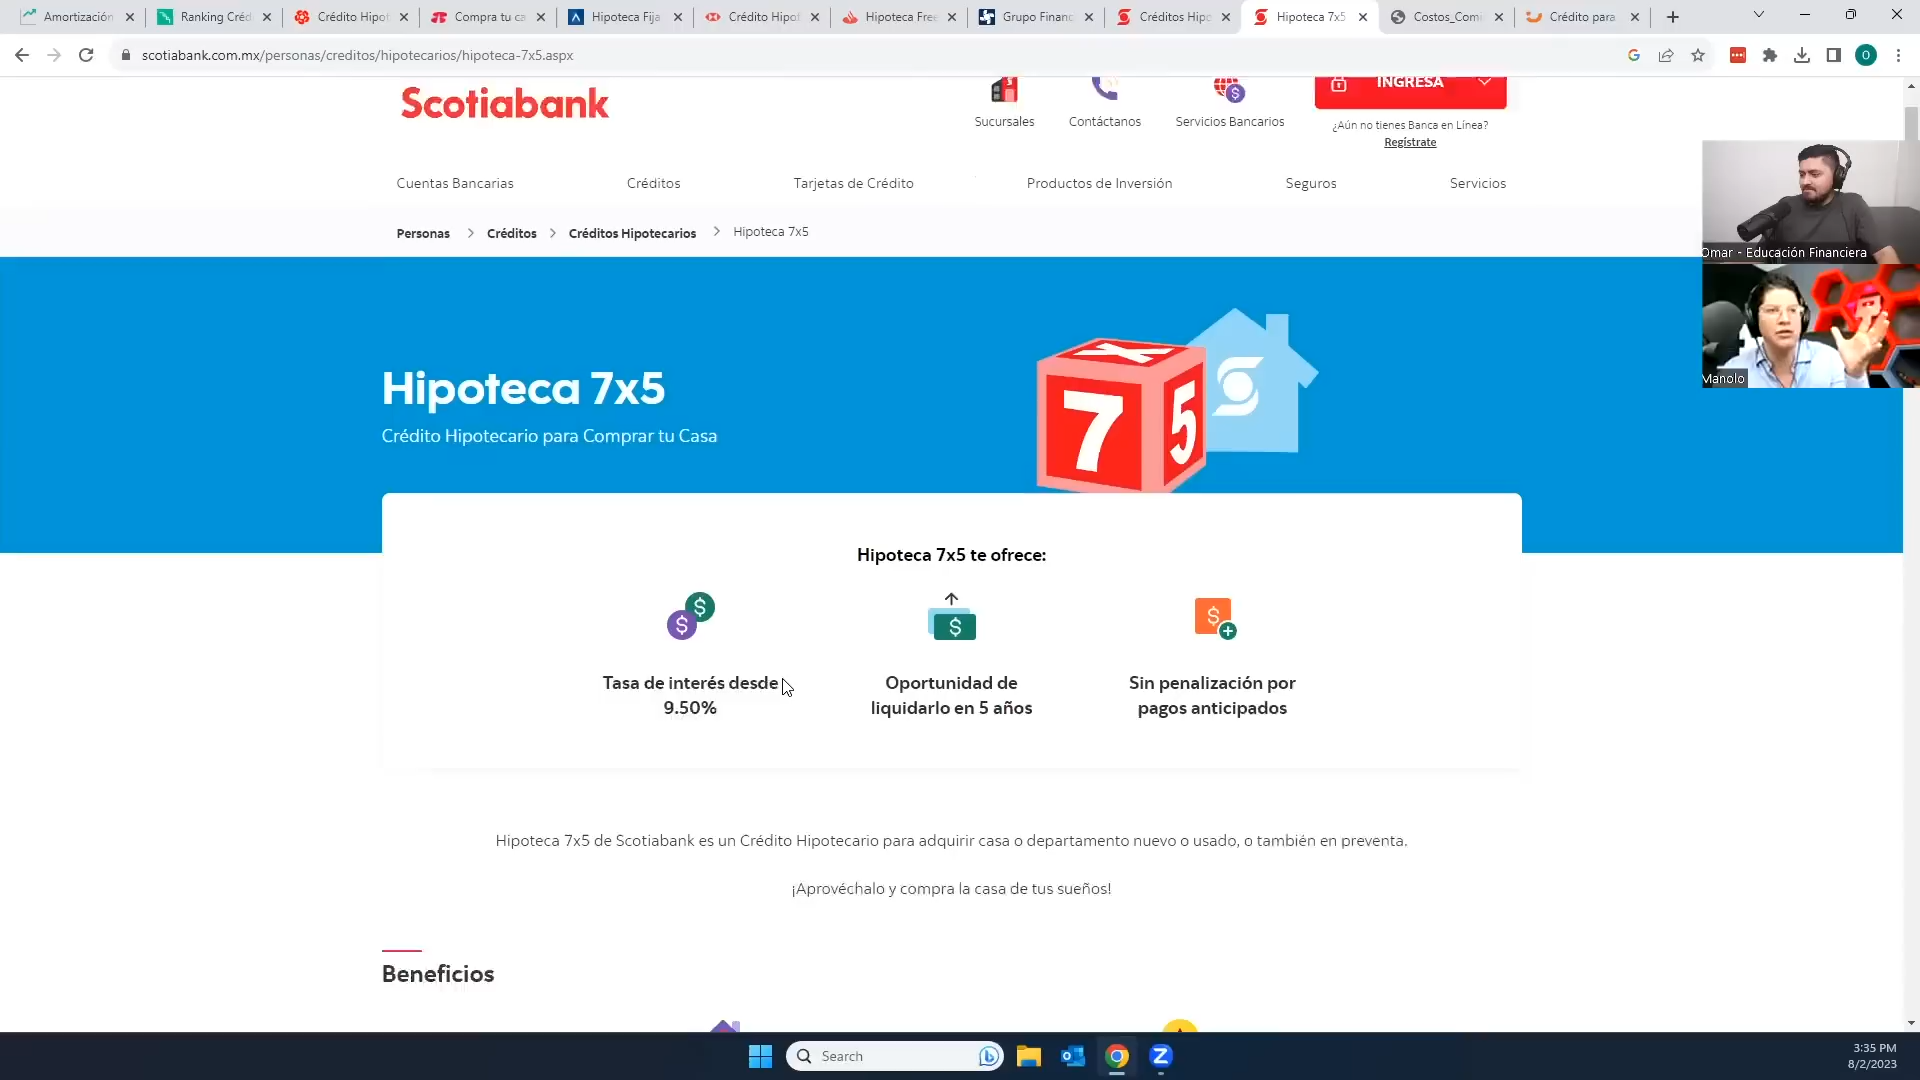 Amortización
Ranking Créd
Crédito Hipot
Compra tu ca
Hipoteca Fija
Crédito Hipot
Hipoteca Free
Grupo Financ
Créditos Hipo
Hipoteca 7x5
Costos_Comi
Crédito para
scotiabank.com.mx/personas/creditos/hipotecarios/hipoteca-7x5.aspx
O
Scotiabank
Sucursales
Contáctanos
Servicios Bancarios
INGRESA
¿Aún no tienes Banca en Línea?
Regístrate
Cuentas Bancarias
Créditos
Tarjetas de Crédito
Productos de Inversión
Seguros
Servicios
Personas > Créditos > Créditos Hipotecarios > Hipoteca 7x5
Omar - Educación Financiera
Manolo
Hipoteca 7x5
Crédito Hipotecario para Comprar tu Casa
7
x
5
Hipoteca 7x5 te ofrece:
Tasa de interés desde
9.50%
Oportunidad de
liquidarlo en 5 años
Sin penalización por
pagos anticipados
Hipoteca 7x5 de Scotiabank es un Crédito Hipotecario para adquirir casa o departamento nuevo o usado, o también en preventa.
¡Aprovéchalo y compra la casa de tus sueños!
Beneficios
Search
3:35 PM
8/2/2023